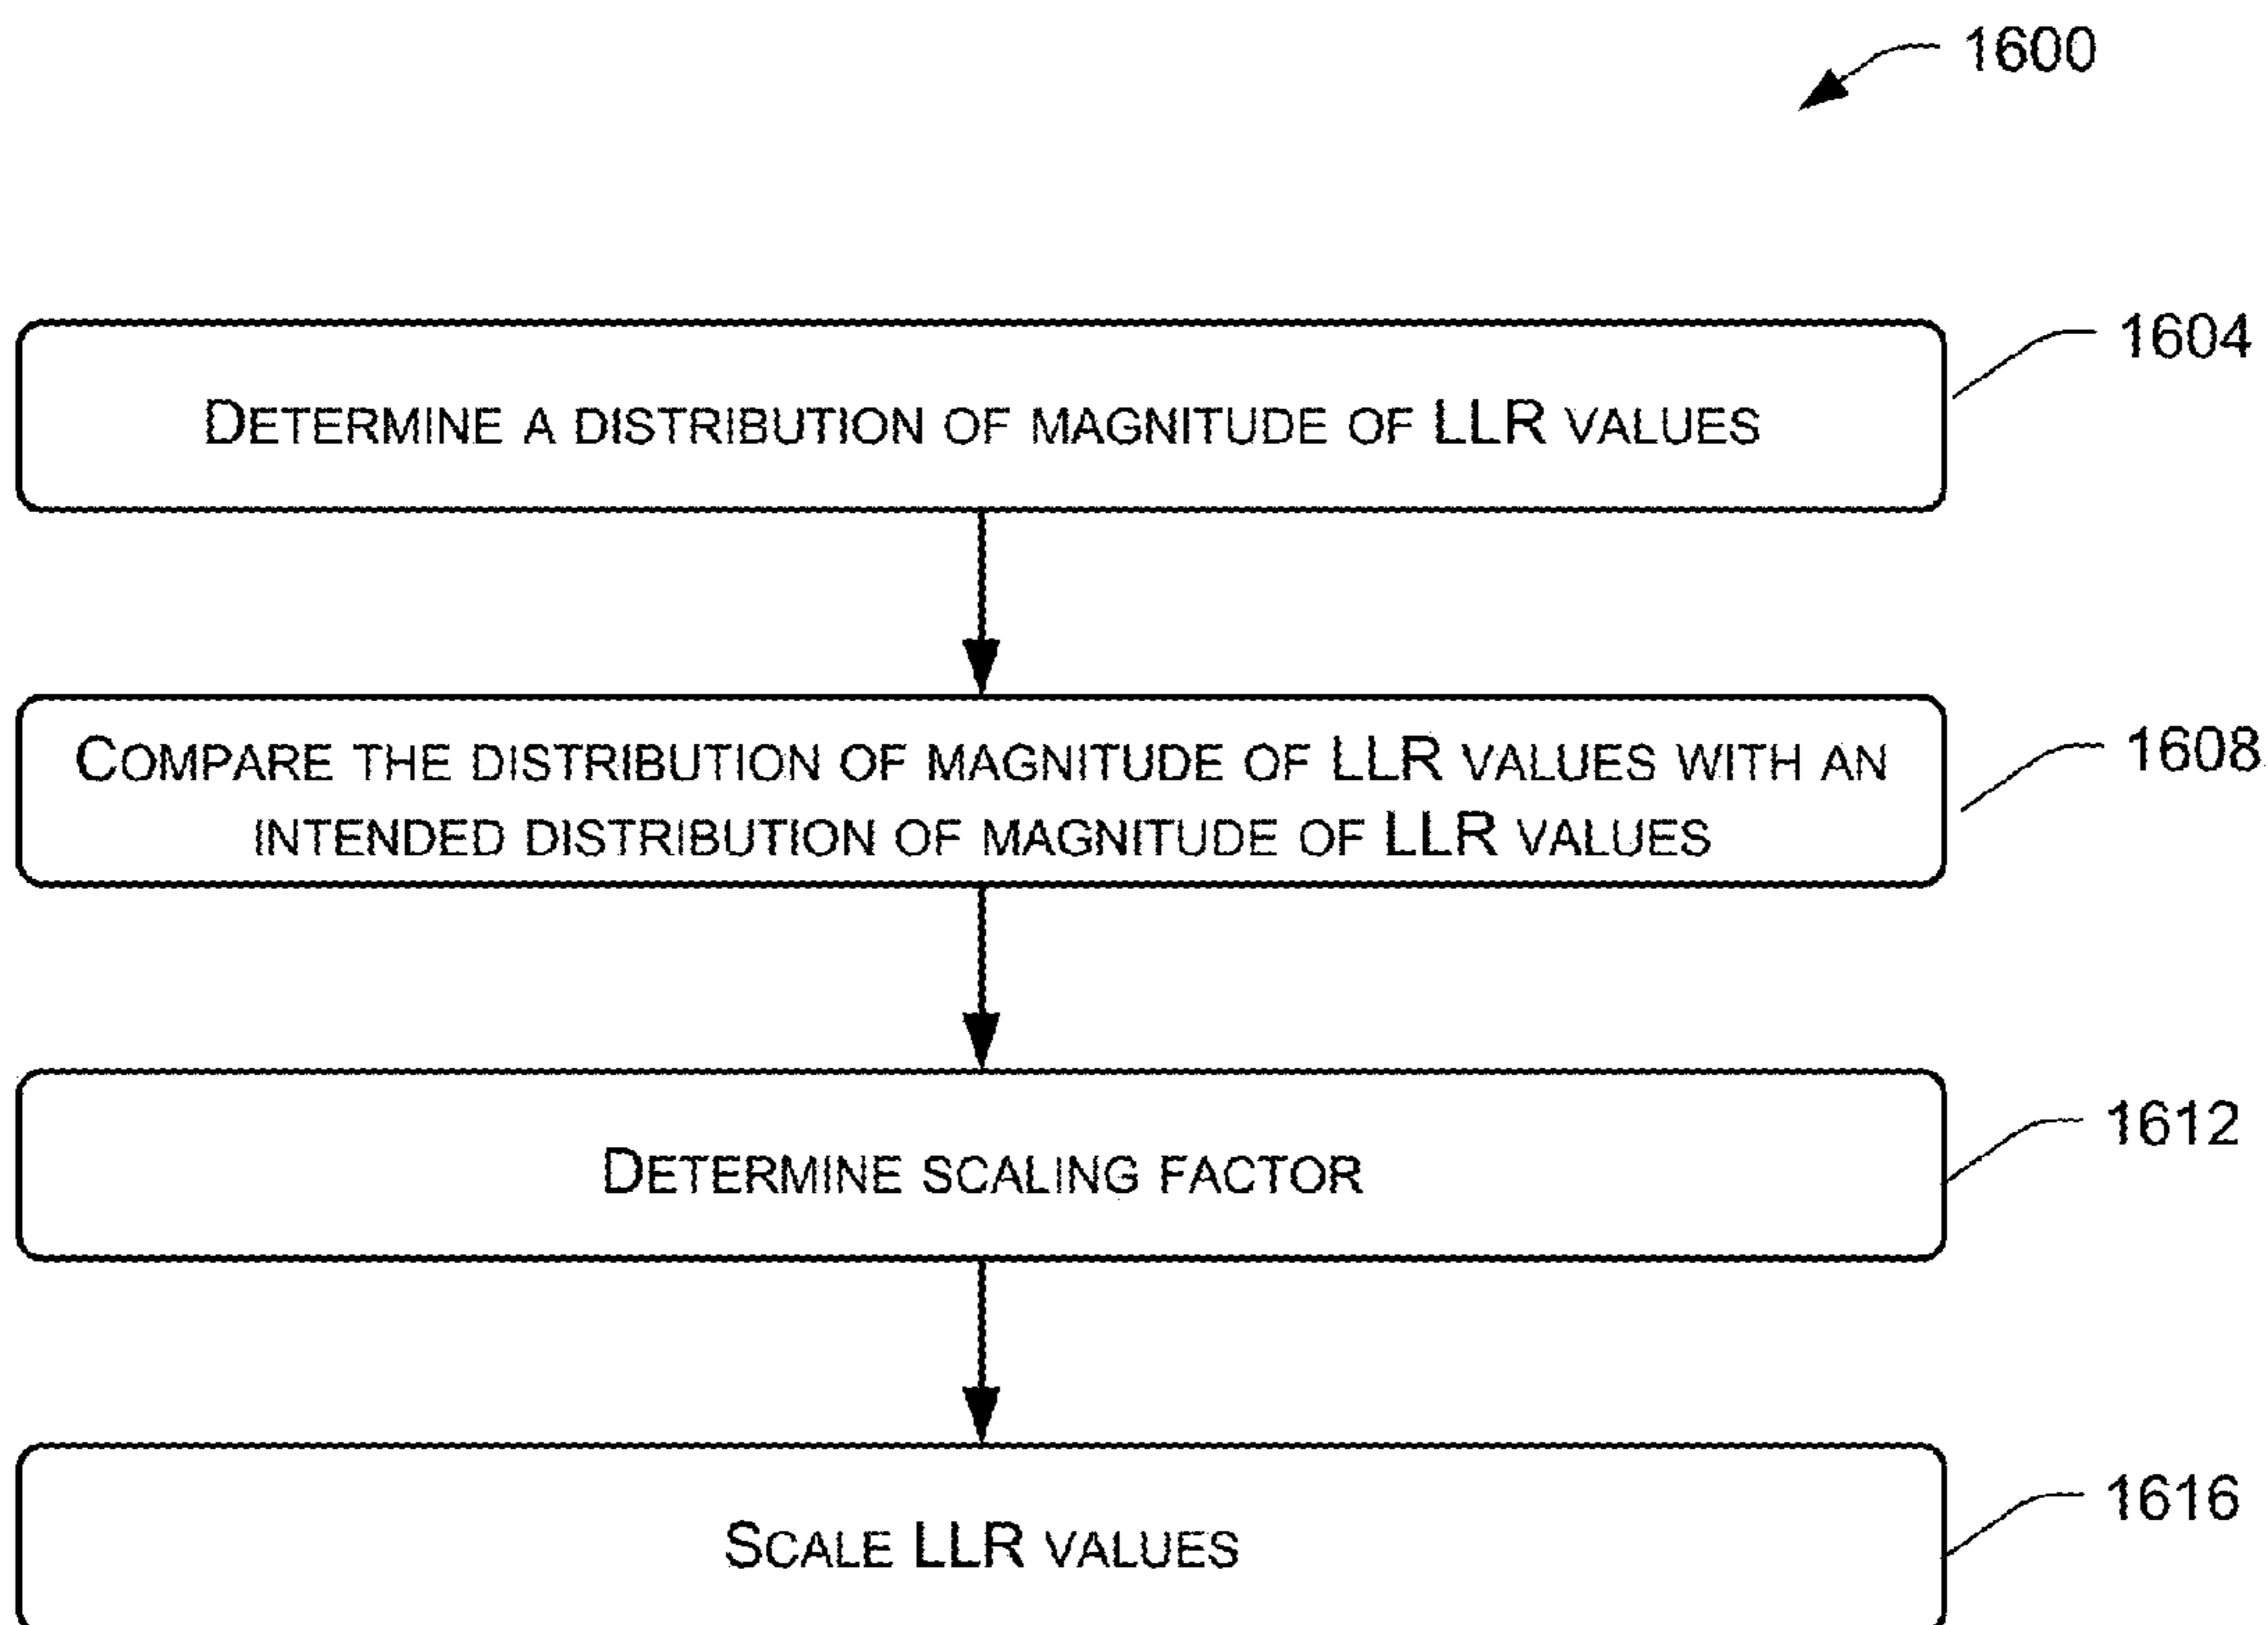 1600
1604
DETERMINE A DISTRIBUTION OF MAGNITUDE OF LLR VALUES
1608
COMPARE THE DISTRIBUTION OF MAGNITUDE OF LLR VALUES WITH AN
INTENDED DISTRIBUTION OF MAGNITUDE OF LLR VALUES
1612
DETERMINE SCALING FACTOR
1616
SCALE LLR VALUES